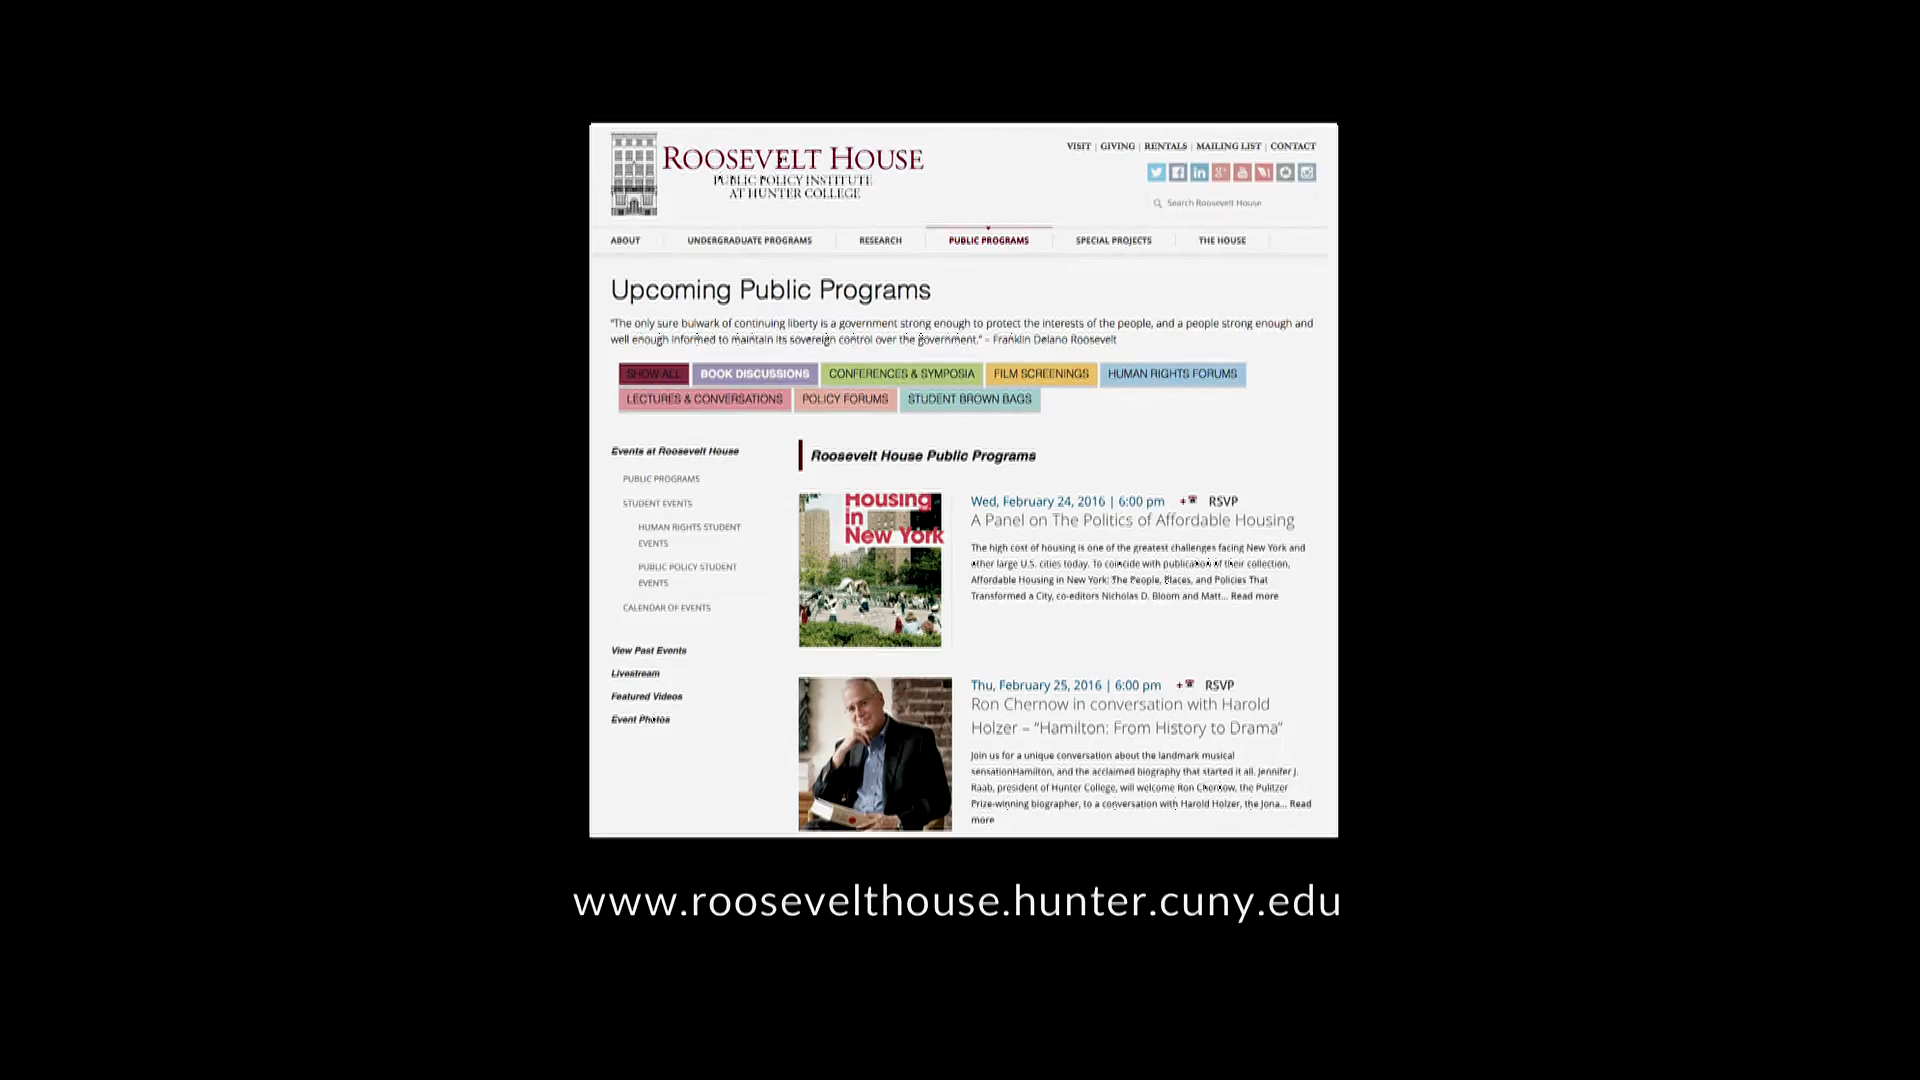 ROOSEVELT HOUSE
PUBLIC POLICY INSTITUTE
AT HUNTER COLLEGE
VISIT | GIVING | RENTALS | MAILING LIST | CONTACT
Search Roosevelt House
ABOUT
UNDERGRADUATE PROGRAMS
RESEARCH
PUBLIC PROGRAMS
SPECIAL PROJECTS
THE HOUSE
Upcoming Public Programs
"The only sure bulwark of continuing liberty is a government strong enough to protect the interests of the people, and a people strong enough and
well enough informed to maintain its sovereign control over the government." – Franklin Delano Roosevelt
SHOW ALL
BOOK DISCUSSIONS
CONFERENCES & SYMPOSIA
FILM SCREENINGS
HUMAN RIGHTS FORUMS
LECTURES & CONVERSATIONS
POLICY FORUMS
STUDENT BROWN BAGS
Events at Roosevelt House
PUBLIC PROGRAMS
STUDENT EVENTS
HUMAN RIGHTS STUDENT
EVENTS
PUBLIC POLICY STUDENT
EVENTS
CALENDAR OF EVENTS
View Past Events
Livestream
Featured Videos
Event Photos
Roosevelt House Public Programs
Housing
in
New York
Wed, February 24, 2016 | 6:00 pm + RSVP
A Panel on The Politics of Affordable Housing
The high cost of housing is one of the greatest challenges facing New York and
other large U.S. cities today. To coincide with publication of their collection,
Affordable Housing in New York: The People, Places, and Policies That
Transformed a City, co-editors Nicholas D. Bloom and Matt... Read more
Thu, February 25, 2016 | 6:00 pm + RSVP
Ron Chernow in conversation with Harold
Holzer – "Hamilton: From History to Drama"
Join us for a unique conversation about the landmark musical
sensationHamilton, and the acclaimed biography that started it all. Jennifer J.
Raab, president of Hunter College, will welcome Ron Chernow, the Pulitzer
Prize-winning biographer, to a conversation with Harold Holzer, the Jona... Read
more
www.roosevelthouse.hunter.cuny.edu